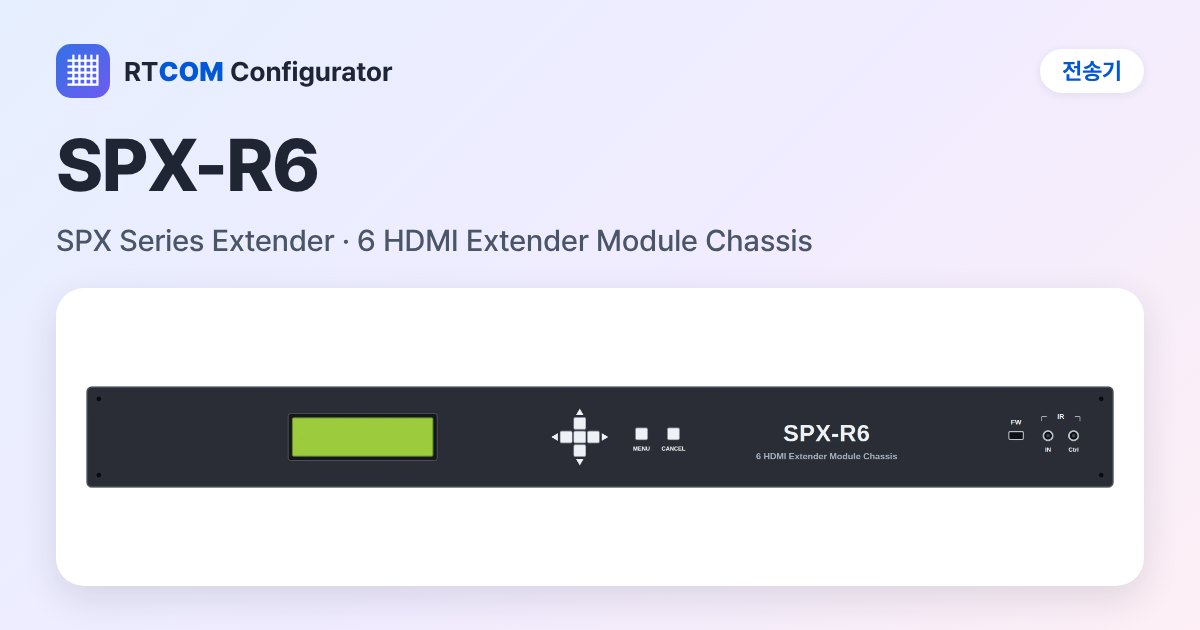 RTCOM Configurator
전송기
SPX-R6
SPX Series Extender · 6 HDMI Extender Module Chassis
MENU
CANCEL
SPX-R6
6 HDMI Extender Module Chassis
FW
IR
IN
Ctrl